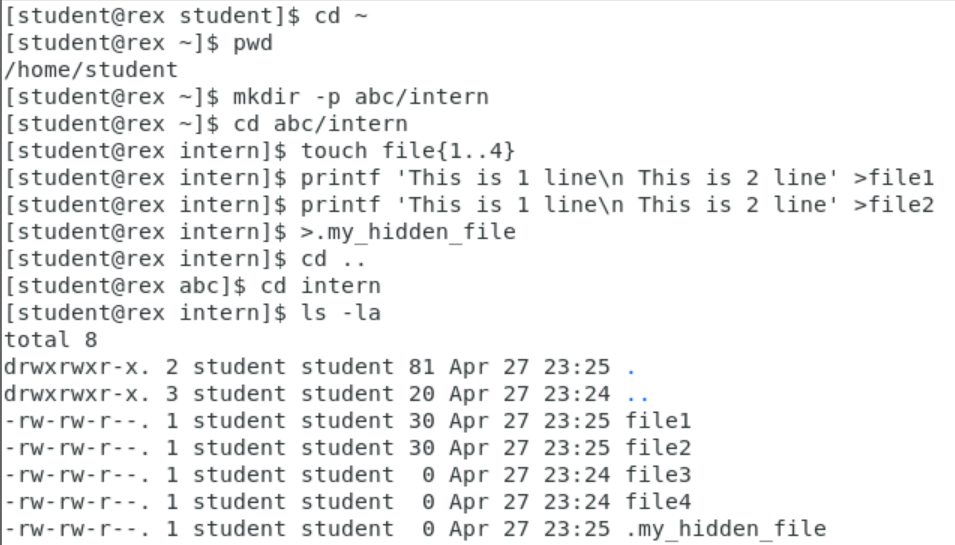 [student@rex student]$ cd ~
[student@rex ~]$ pwd
/home/student
[student@rex ~]$ mkdir -p abc/intern
[student@rex ~]$ cd abc/intern
[student@rex intern]$ touch file{1..4}
[student@rex intern]$ printf 'This is 1 line\n This is 2 line' >file1
[student@rex intern]$ printf 'This is 1 line\n This is 2 line' >file2
[student@rex intern]$ >.my_hidden_file
[student@rex intern]$ cd ..
[student@rex abc]$ cd intern
[student@rex intern]$ ls -la
total 8
drwxrwxr-x. 2 student student 81 Apr 27 23:25 .
drwxrwxr-x. 3 student student 20 Apr 27 23:24 ..
-rw-rw-r--. 1 student student 30 Apr 27 23:25 file1
-rw-rw-r--. 1 student student 30 Apr 27 23:25 file2
-rw-rw-r--. 1 student student  0 Apr 27 23:24 file3
-rw-rw-r--. 1 student student  0 Apr 27 23:24 file4
-rw-rw-r--. 1 student student  0 Apr 27 23:25 .my_hidden_file